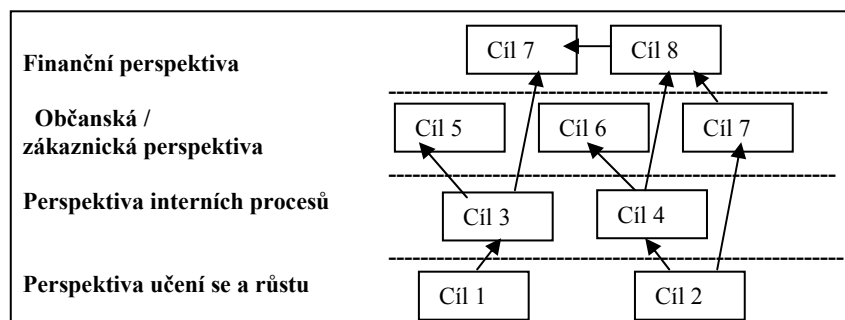 Finanční perspektiva
Cíl 7
Cíl 8
Občanská /
zákaznická perspektiva
Cíl 5
Cíl 6
Cíl 7
Perspektiva interních procesů
Cíl 3
Cíl 4
Perspektiva učení se a růstu
Cíl 1
Cíl 2